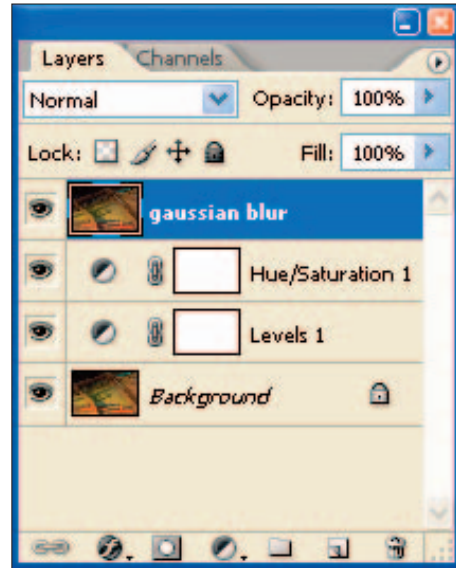 Layers Channels
Normal Opacity: 100%
Lock: Fill: 100%
gaussian blur
Hue/Saturation 1
Levels 1
Background